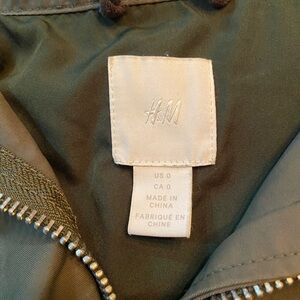 H&M
US 0
CA 0
MADE IN
CHINA
FABRIQUÉ EN
CHINE